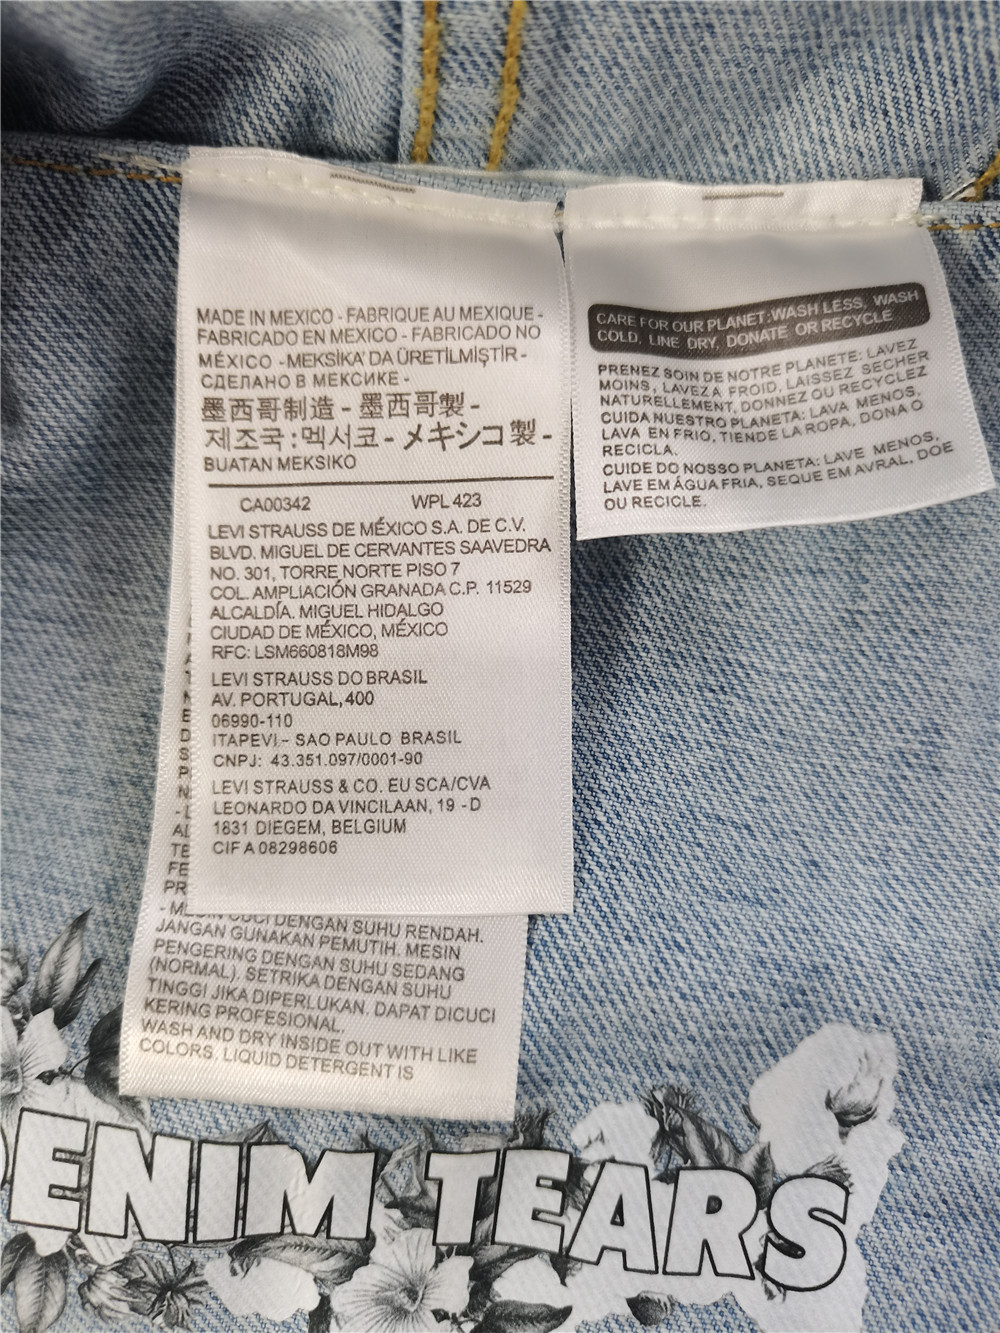 MADE IN MEXICO - FABRIQUE AU MEXIQUE -
FABRICADO EN MEXICO - FABRICADO NO
MÉXICO - MEKSİKA'DA ÜRETİLMİŞTİR -
СДЕЛАНО В МЕКСИКЕ -
墨西哥制造 - 墨西哥製 -
제조국 : 멕시코 - メキシコ製 -
BUATAN MEKSIKO
CA00342 WPL 423
LEVI STRAUSS DE MÉXICO S.A. DE C.V.
BLVD. MIGUEL DE CERVANTES SAAVEDRA
NO. 301, TORRE NORTE PISO 7
COL. AMPLIACIÓN GRANADA C.P. 11529
ALCALDÍA. MIGUEL HIDALGO
CIUDAD DE MÉXICO, MÉXICO
RFC: LSM660818M98
LEVI STRAUSS DO BRASIL
AV. PORTUGAL, 400
06990-110
ITAPEVI - SAO PAULO BRASIL
CNPJ: 43.351.097/0001-90
LEVI STRAUSS & CO. EU SCA/CVA
LEONARDO DA VINCILAAN, 19 - D
1831 DIEGEM, BELGIUM
CIF A 08298606
CUCI DENGAN SUHU RENDAH.
JANGAN GUNAKAN PEMUTIH. MESIN
PENGERING DENGAN SUHU SEDANG
(NORMAL). SETRIKA DENGAN SUHU
TINGGI JIKA DIPERLUKAN. DAPAT DICUCI
KERING PROFESIONAL.
WASH AND DRY INSIDE OUT WITH LIKE
COLORS. LIQUID DETERGENT IS
CARE FOR OUR PLANET: WASH LESS, WASH
COLD, LINE DRY, DONATE OR RECYCLE
PRENEZ SOIN DE NOTRE PLANETE: LAVEZ
MOINS, LAVEZ A FROID, LAISSEZ SECHER
NATURELLEMENT, DONNEZ OU RECYCLEZ
CUIDA NUESTRO PLANETA: LAVA MENOS,
LAVA EN FRIO, TIENDE LA ROPA, DONA O
RECICLA.
CUIDE DO NOSSO PLANETA: LAVE MENOS,
LAVE EM ÁGUA FRIA, SEQUE EM AVRAL, DOE
OU RECICLE.
DENIM TEARS